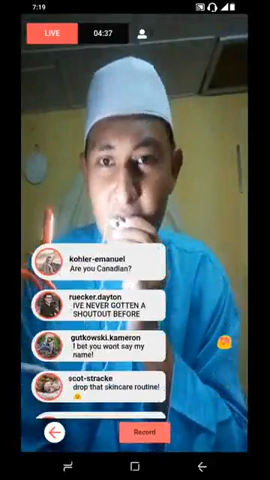 7:19
LIVE 04:37
kohler-emanuel
Are you Canadian?
ruecker.dayton
IVE NEVER GOTTEN A
SHOUTOUT BEFORE
gutkowski.kameron
I bet you wont say my
name!
scot-stracke
drop that skincare routine!
Record